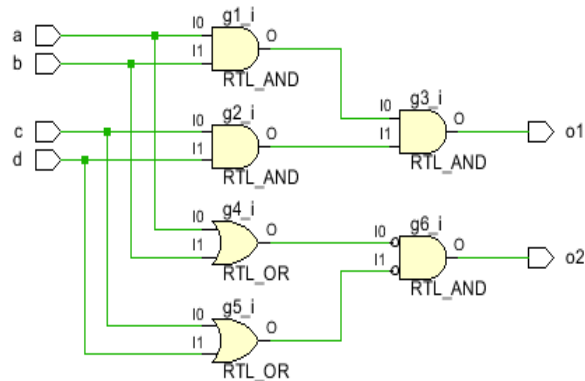 a
b
c
d
I0
I1
g1_i
O
RTL_AND
I0
I1
g2_i
O
RTL_AND
I0
I1
g3_i
O
RTL_AND
o1
I0
I1
g4_i
O
RTL_OR
I0
I1
g5_i
O
RTL_OR
I0
I1
g6_i
O
RTL_AND
o2